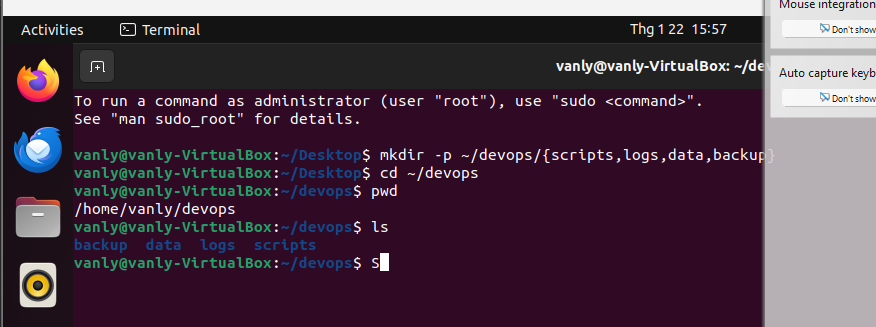 Mouse integration
Activities
Terminal
Thg 1 22 15:57
Don't show
vanly@vanly-VirtualBox: ~/dev
Auto capture keyb
Don't show
To run a command as administrator (user "root"), use "sudo <command>".
See "man sudo_root" for details.
vanly@vanly-VirtualBox:~/Desktop$ mkdir -p ~/devops/{scripts,logs,data,backup}
vanly@vanly-VirtualBox:~/Desktop$ cd ~/devops
vanly@vanly-VirtualBox:~/devops$ pwd
/home/vanly/devops
vanly@vanly-VirtualBox:~/devops$ ls
backup data logs scripts
vanly@vanly-VirtualBox:~/devops$ S